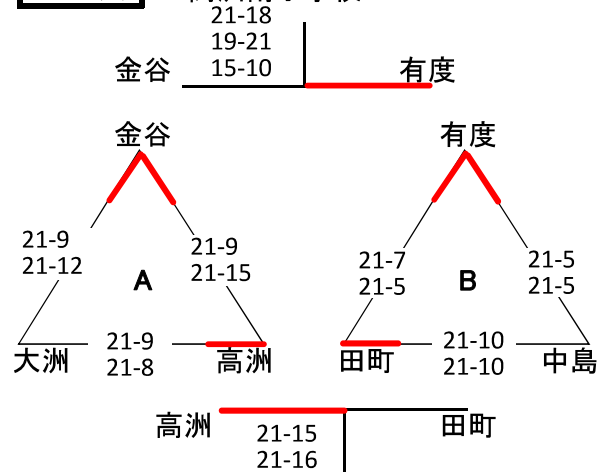 21-18
19-21
金谷 15-10 有度
金谷 有度
21-9 21-9 21-7 21-5
21-12 A 21-15 21-5 B 21-5
21-9 21-10
大洲 21-8 高洲 田町 21-10 中島
高洲 21-15 田町
21-16